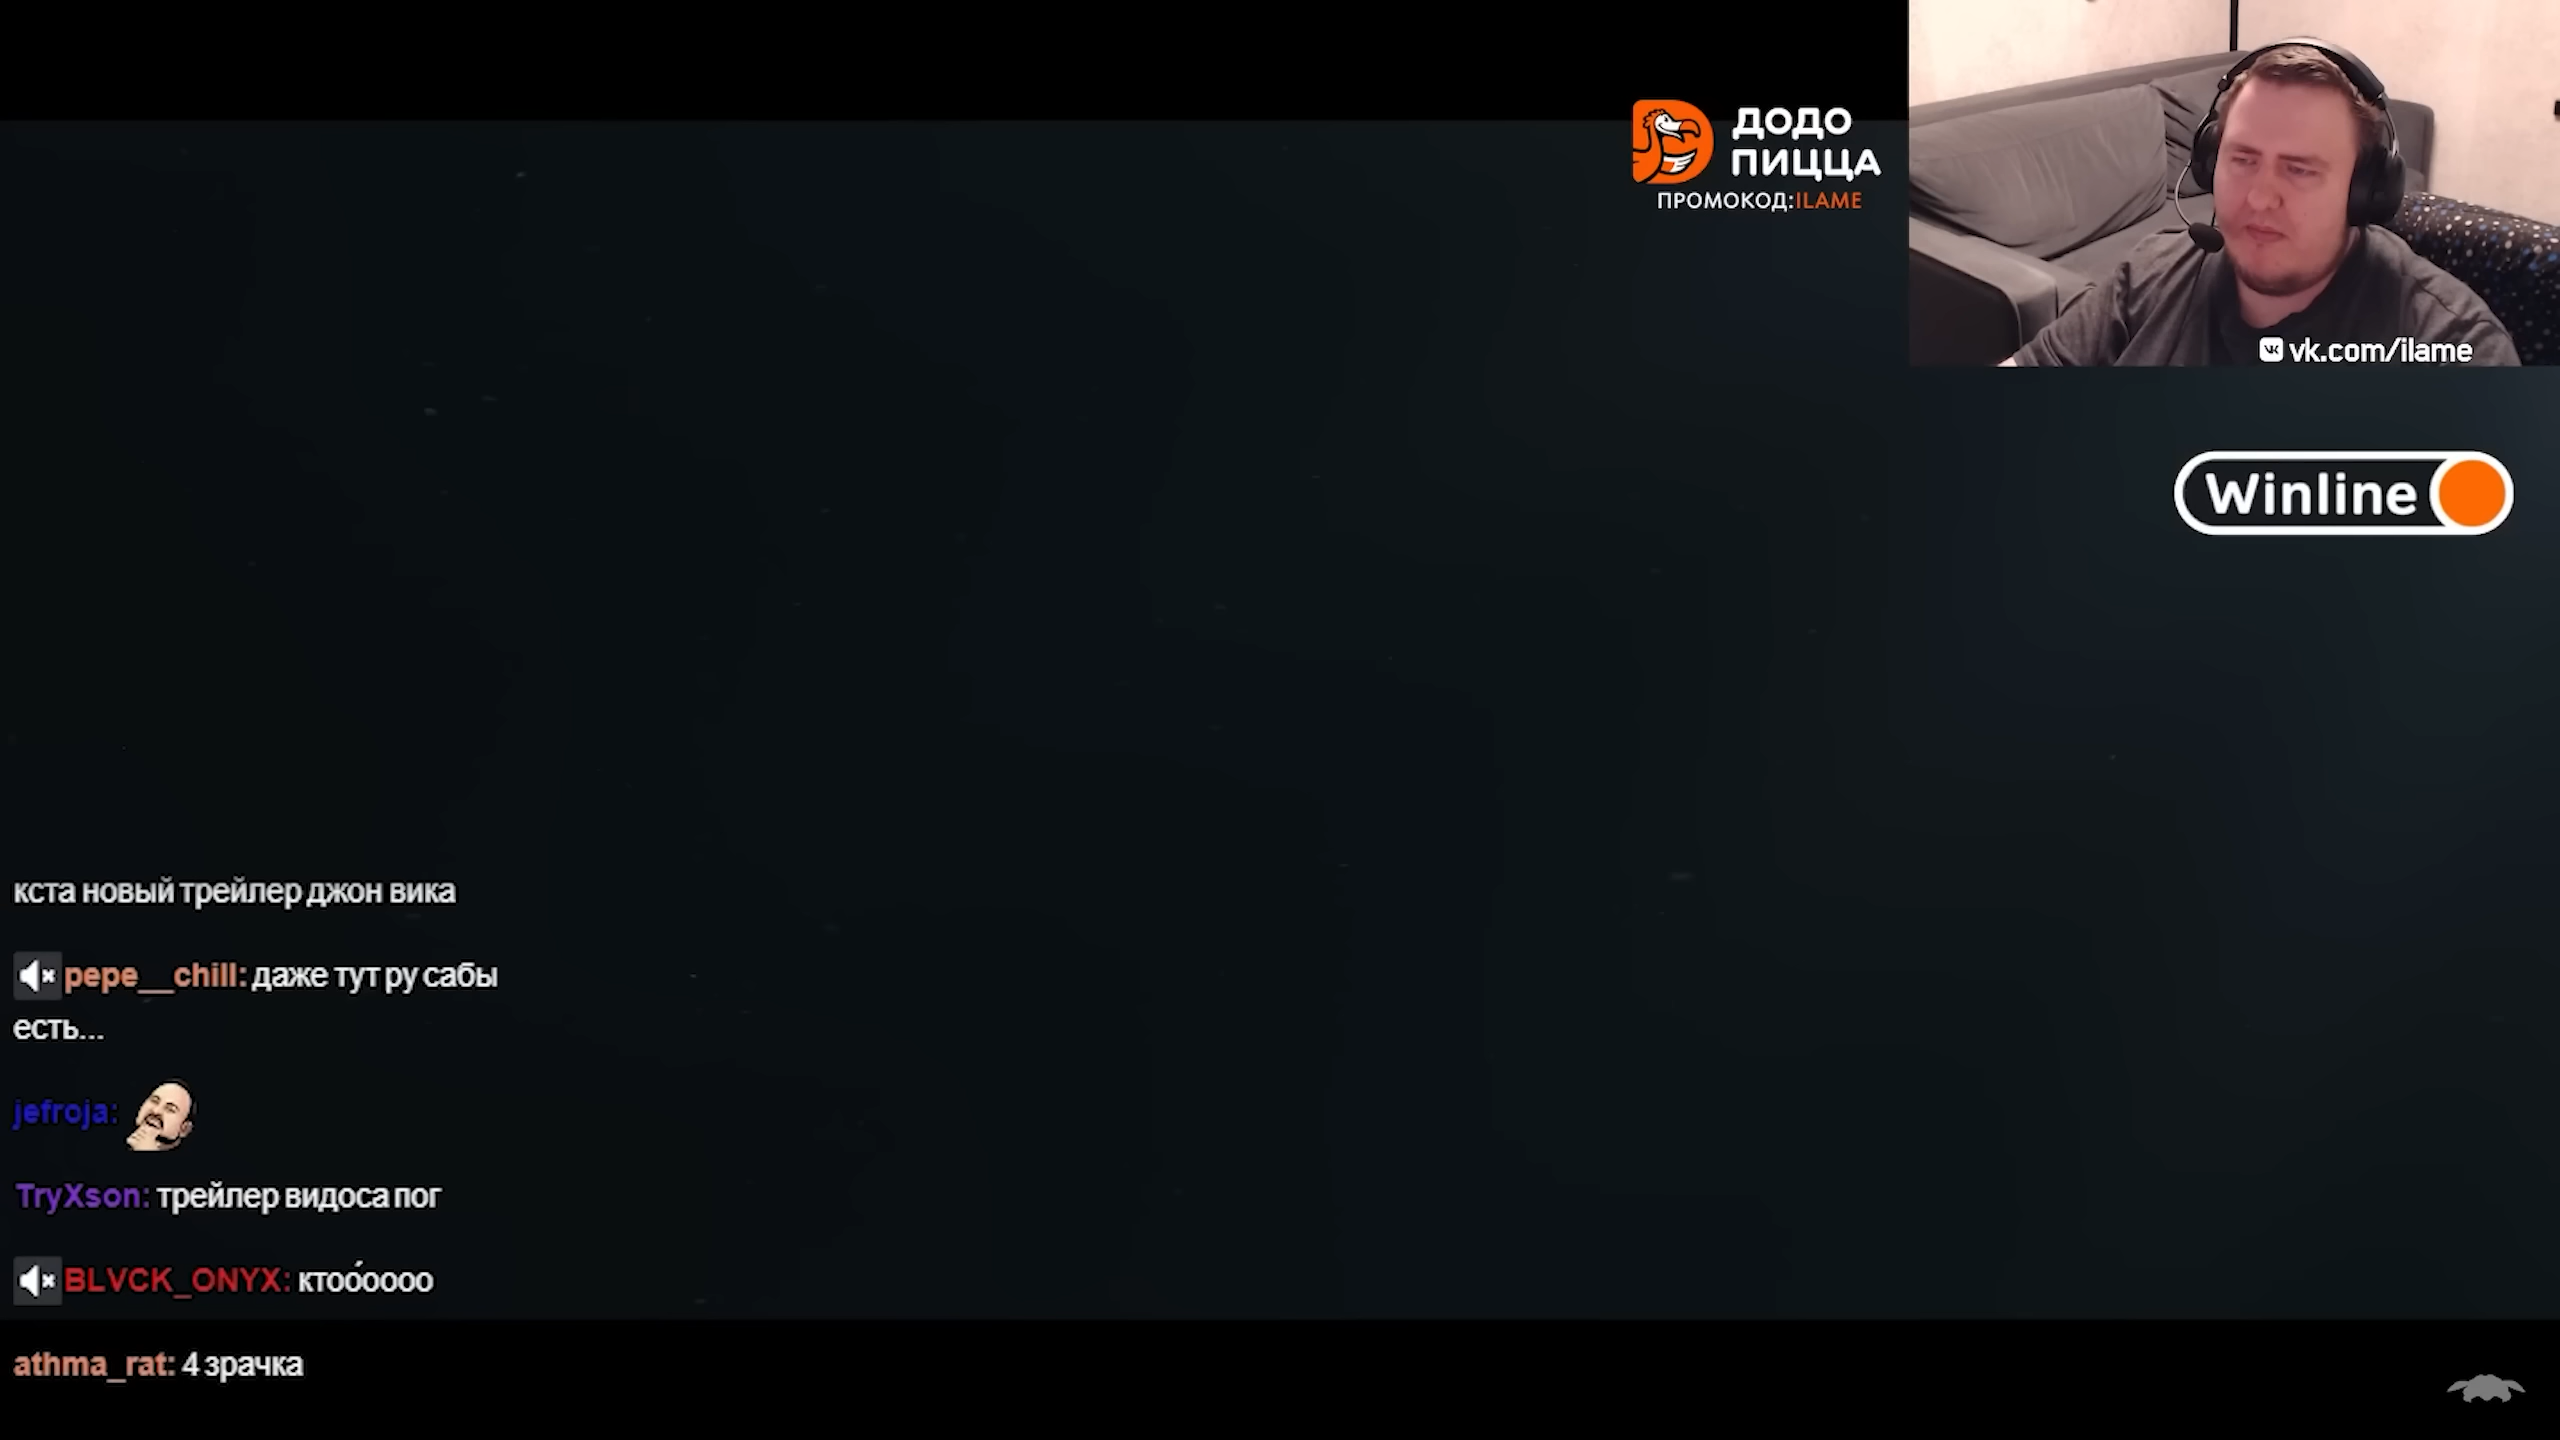 ДОДО
ПИЦЦА
ПРОМОКОД:ILAME
vk.com/ilame
Winline
кста новый трейлер джон вика
pepe__chill: даже тут ру сабы
есть...
jefroja:
TryXson: трейлер видоса пог
BLVCK_ONYX: ктоо́оооо
athma_rat: 4 зрачка